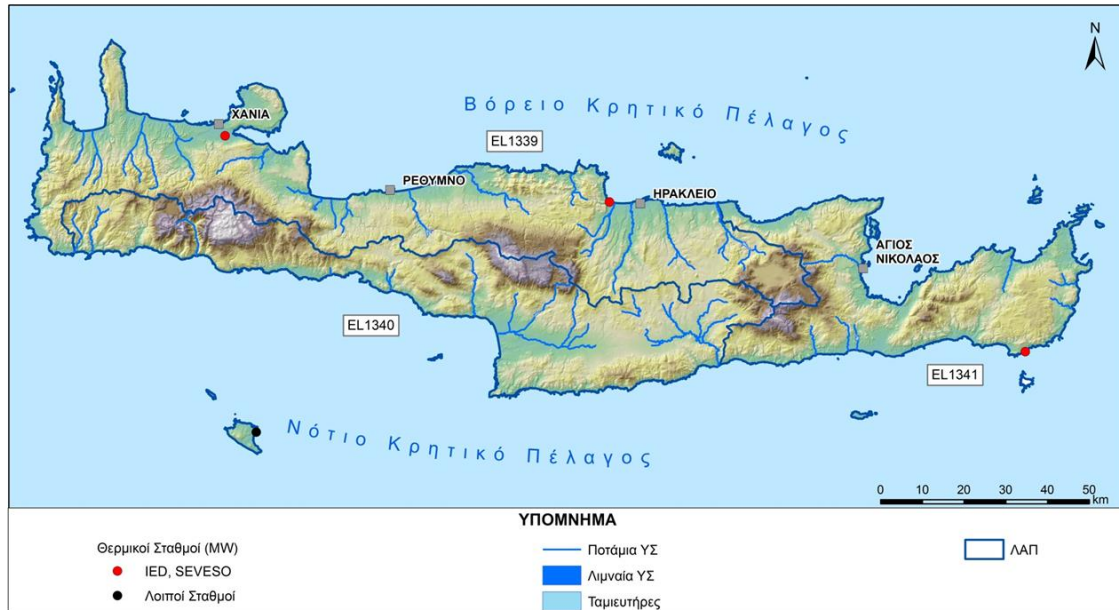 N
Βόρειο Κρητικό Πέλαγος
ΧΑΝΙΑ
EL1339
ΡΕΘΥΜΝΟ
ΗΡΑΚΛΕΙΟ
ΑΓΙΟΣ
ΝΙΚΟΛΑΟΣ
EL1340
EL1341
Νότιο Κρητικό Πέλαγος
0 10 20 30 40 50
km
ΥΠΟΜΝΗΜΑ
Θερμικοί Σταθμοί (MW)
IED, SEVESO
Λοιποί Σταθμοί
Ποτάμια ΥΣ
Λιμναία ΥΣ
Ταμιευτήρες
ΛΑΠ